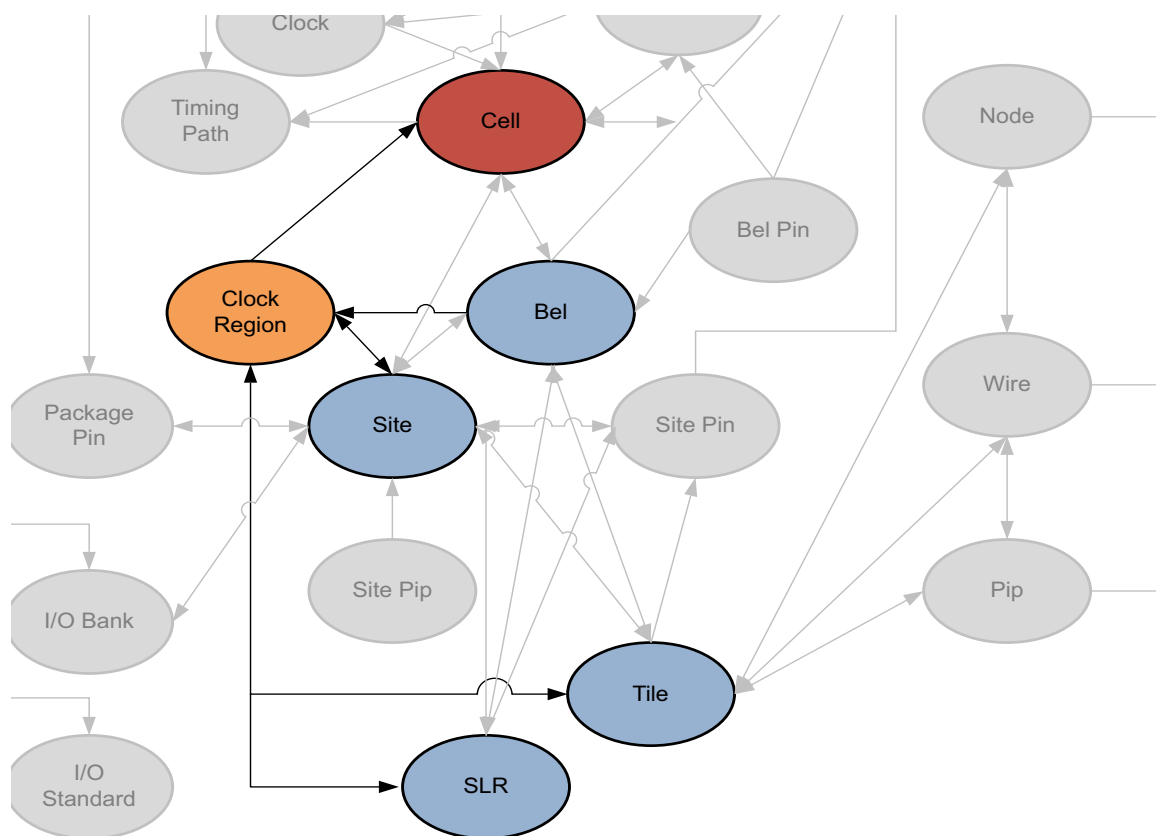 Clock
Timing
Path
Cell
Node
Bel Pin
Clock
Region
Bel
Package
Pin
Site
Site Pin
Wire
I/O Bank
Site Pip
Pip
Tile
I/O
Standard
SLR